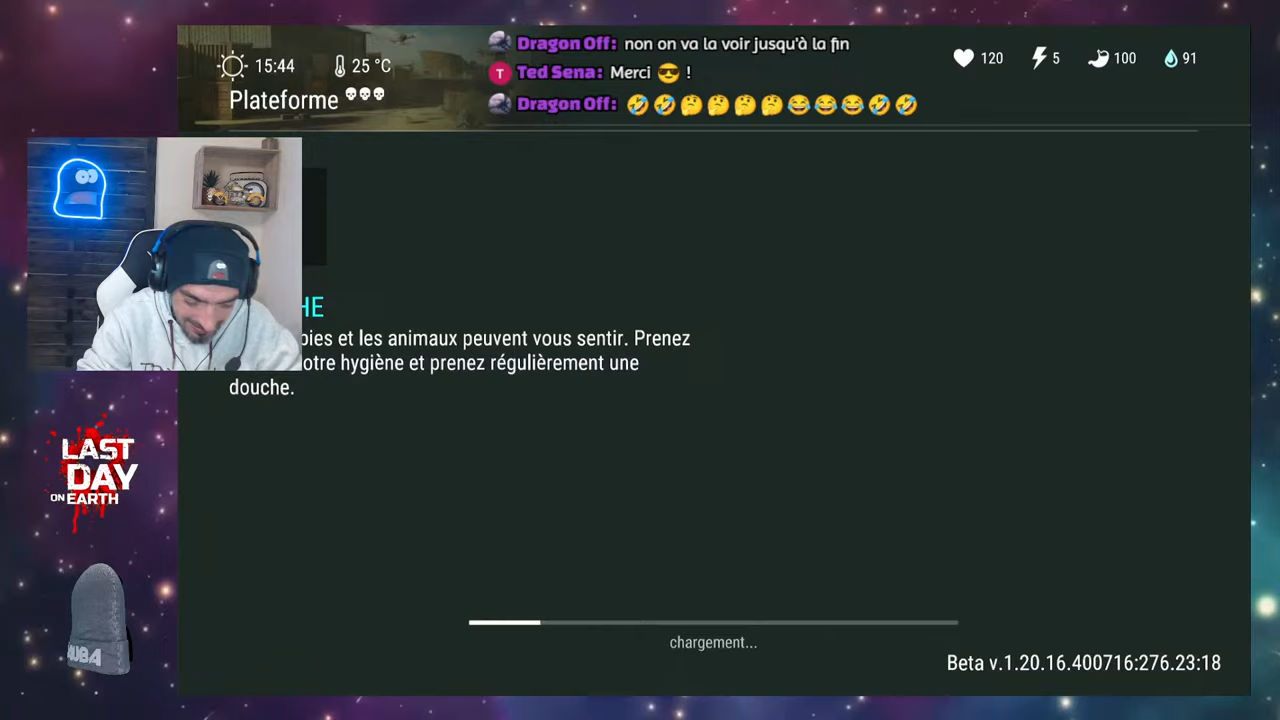 15:44
25 °C
Plateforme
Dragon Off: non on va la voir jusqu'à la fin
Ted Sena: Merci 😎 !
Dragon Off: 🤣🤣🤔🤔🤔🤔😂😂😂🤣🤣
120
5
100
91
T
HE
et les animaux peuvent vous sentir. Prenez
hygiène et prenez régulièrement une
douche.
LAST
DAY
ON EARTH
chargement...
Beta v.1.20.16.400716:276.23:18